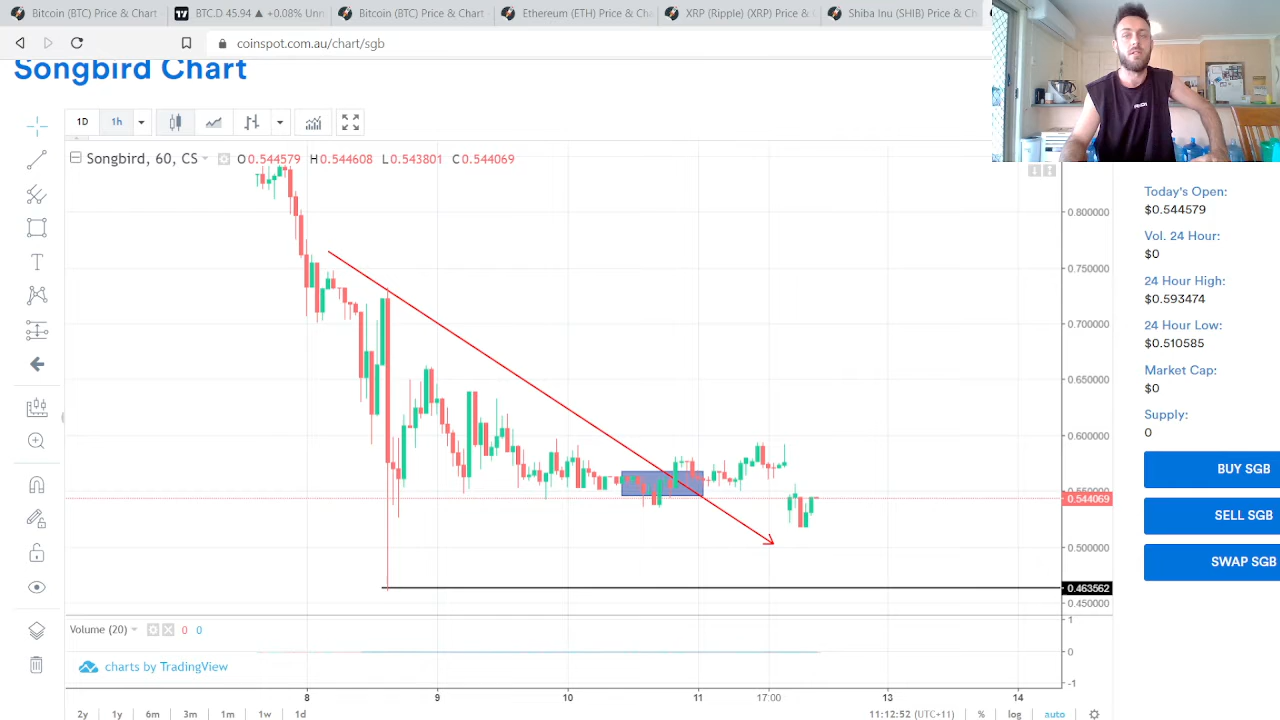 Bitcoin (BTC) Price & Chart
BTC.D 45.94 ▲ +0.08% Unn
Bitcoin (BTC) Price & Chart
Ethereum (ETH) Price & Cha
XRP (Ripple) (XRP) Price & C
Shiba Inu (SHIB) Price & Ch
coinspot.com.au/chart/sgb
Songbird Chart
1D 1h
Songbird, 60, CS O0.544579 H0.544608 L0.543801 C0.544069
0.800000
0.750000
0.700000
0.650000
0.600000
0.550000
0.544069
0.500000
0.463562
0.450000
Volume (20) 0 0
1
0
-1
charts by TradingView
8 9 10 11 17:00 13 14
2y 1y 6m 3m 1m 1w 1d 11:12:52 (UTC+11) % log auto
Today's Open:
$0.544579
Vol. 24 Hour:
$0
24 Hour High:
$0.593474
24 Hour Low:
$0.510585
Market Cap:
$0
Supply:
0
BUY SGB
SELL SGB
SWAP SGB